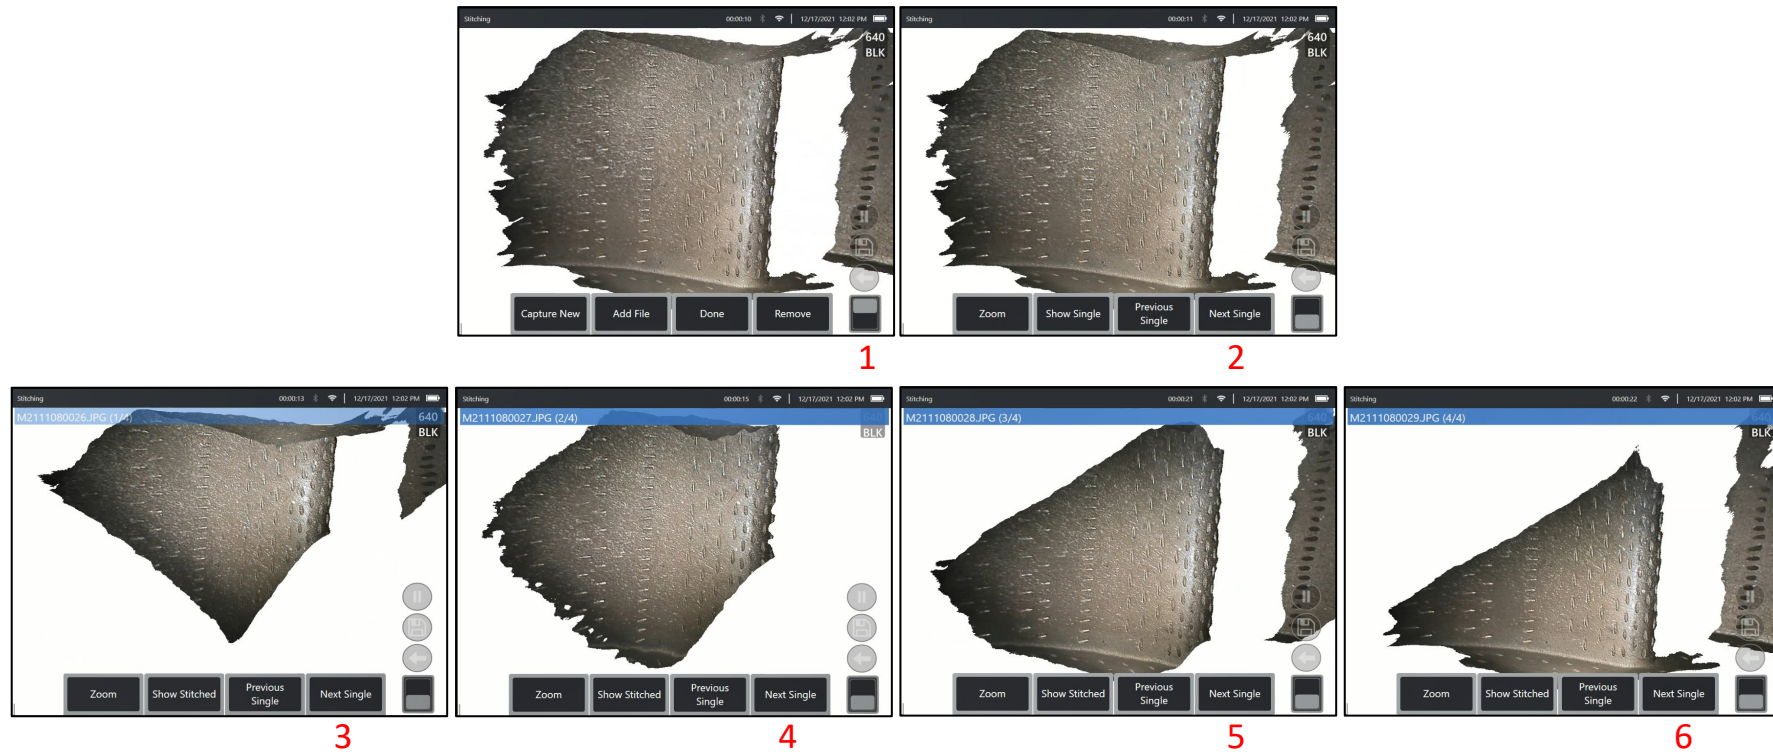 Stitching 00:00:10 12/17/2021 12:02 PM
640
BLK
Capture New Add File Done Remove
1
Stitching 00:00:11 12/17/2021 12:02 PM
640
BLK
Zoom Show Single Previous Single Next Single
2
Stitching 00:00:13 12/17/2021 12:02 PM
M2111080026.JPG (1/4) 640
BLK
Zoom Show Stitched Previous Single Next Single
3
Stitching 00:00:15 12/17/2021 12:02 PM
M2111080027.JPG (2/4) 640
BLK
Zoom Show Stitched Previous Single Next Single
4
Stitching 00:00:21 12/17/2021 12:02 PM
M2111080028.JPG (3/4) 640
BLK
Zoom Show Stitched Previous Single Next Single
5
Stitching 00:00:22 12/17/2021 12:02 PM
M2111080029.JPG (4/4) 640
BLK
Zoom Show Stitched Previous Single Next Single
6